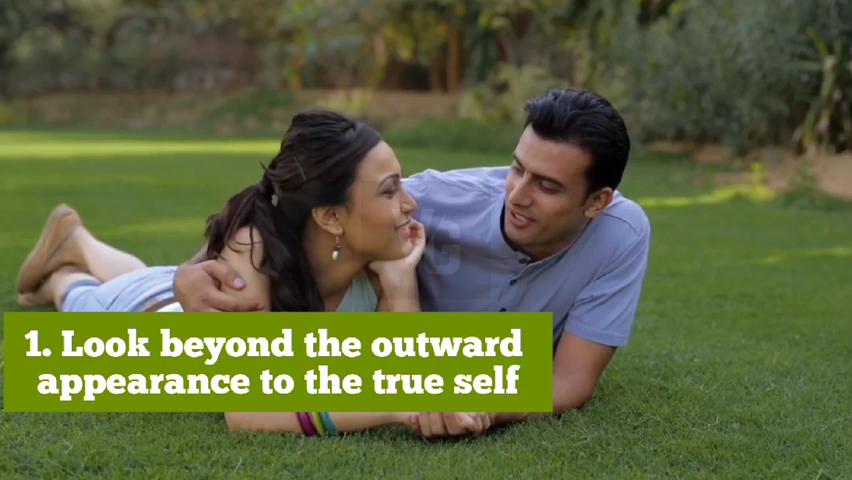 1. Look beyond the outward
appearance to the true self